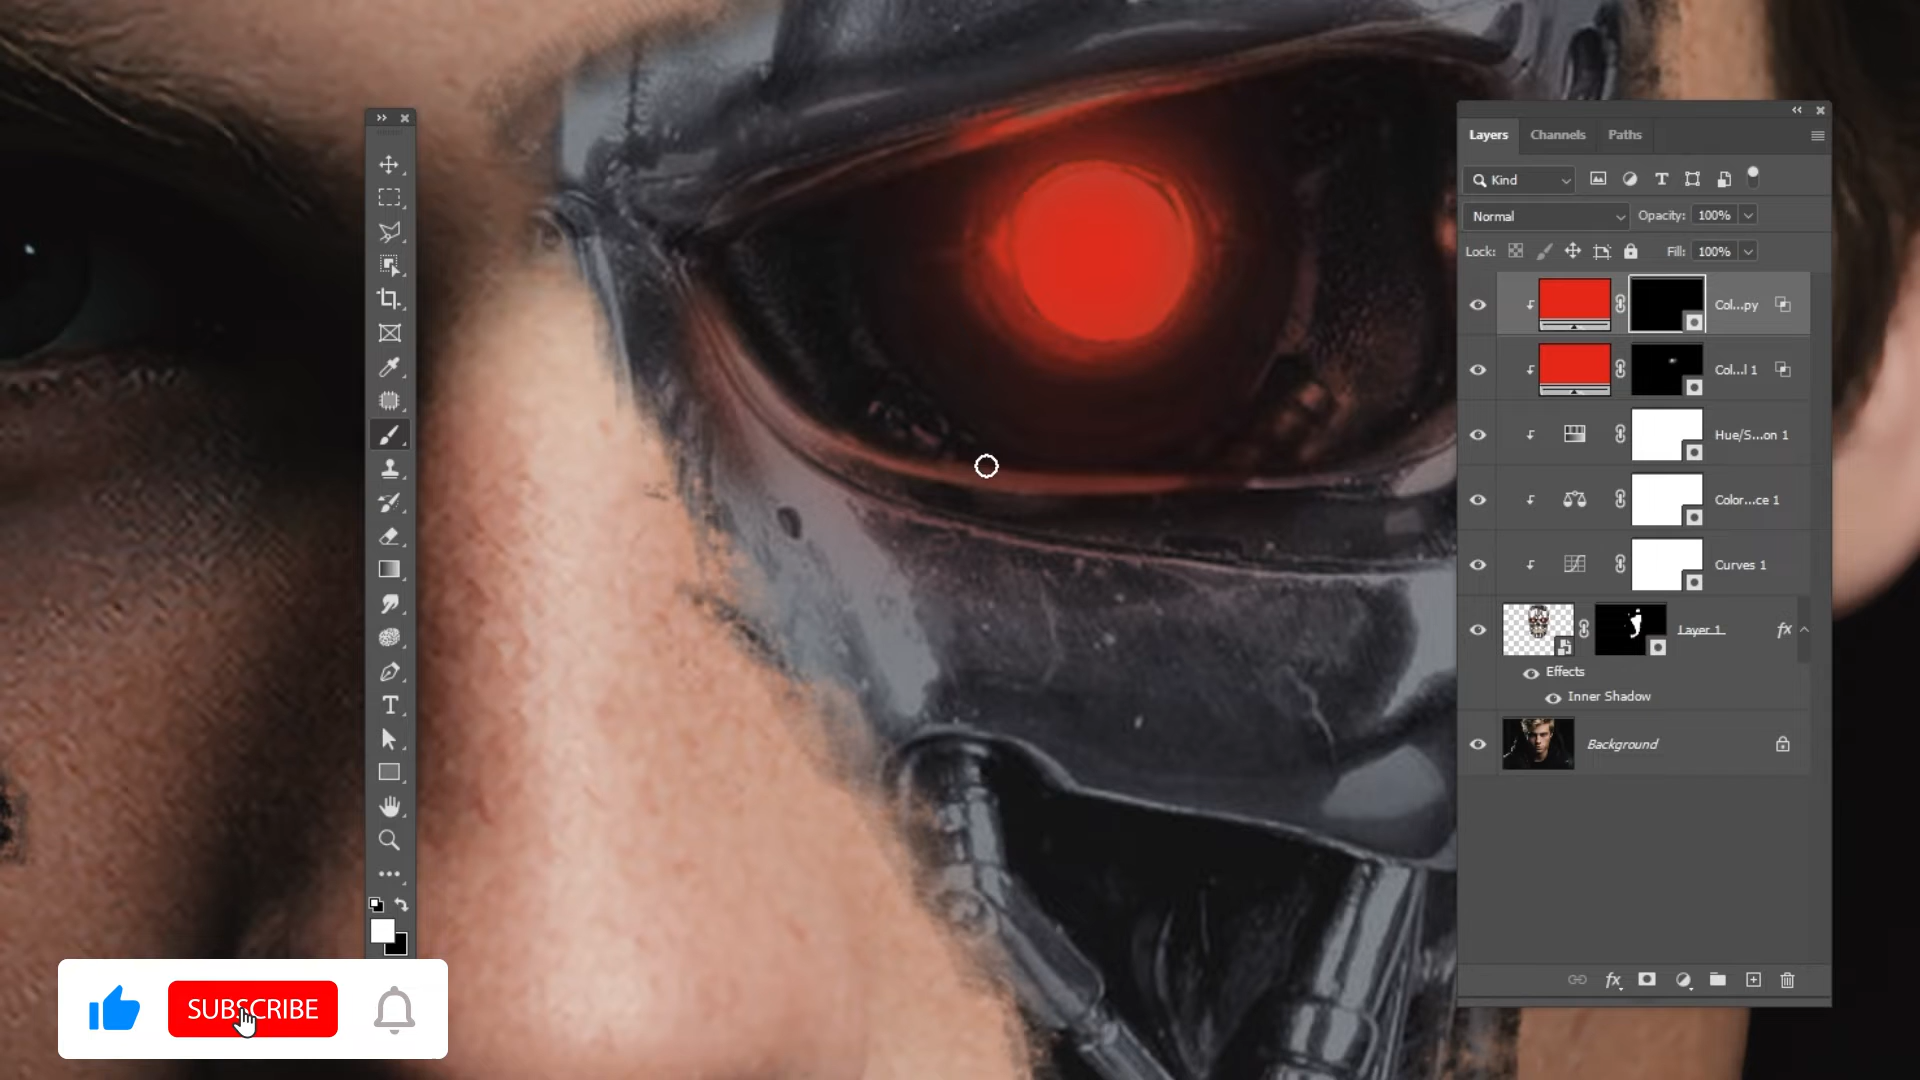 Layers Channels Paths
Kind
Normal Opacity: 100%
Lock: Fill: 100%
Col...py
Col...l 1
Hue/S...on 1
Color...ce 1
Curves 1
Layer 1 fx
Effects
Inner Shadow
Background
fx
SUBSCRIBE